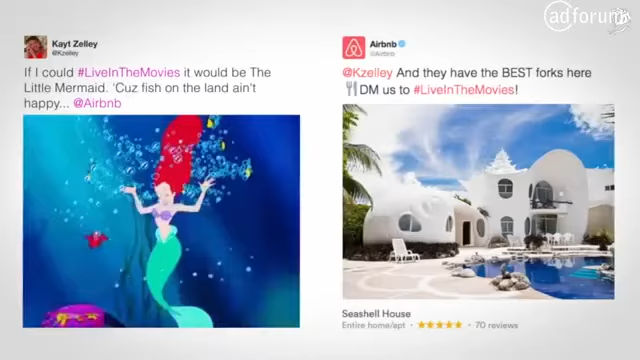 adforum
Kayt Zelley
@Kzelley
If I could #LiveInTheMovies it would be The
Little Mermaid. 'Cuz fish on the land ain't
happy... @Airbnb
Airbnb
@Airbnb
@Kzelley And they have the BEST forks here
DM us to #LiveInTheMovies!
Seashell House
Entire home/apt · ★★★★★ · 70 reviews